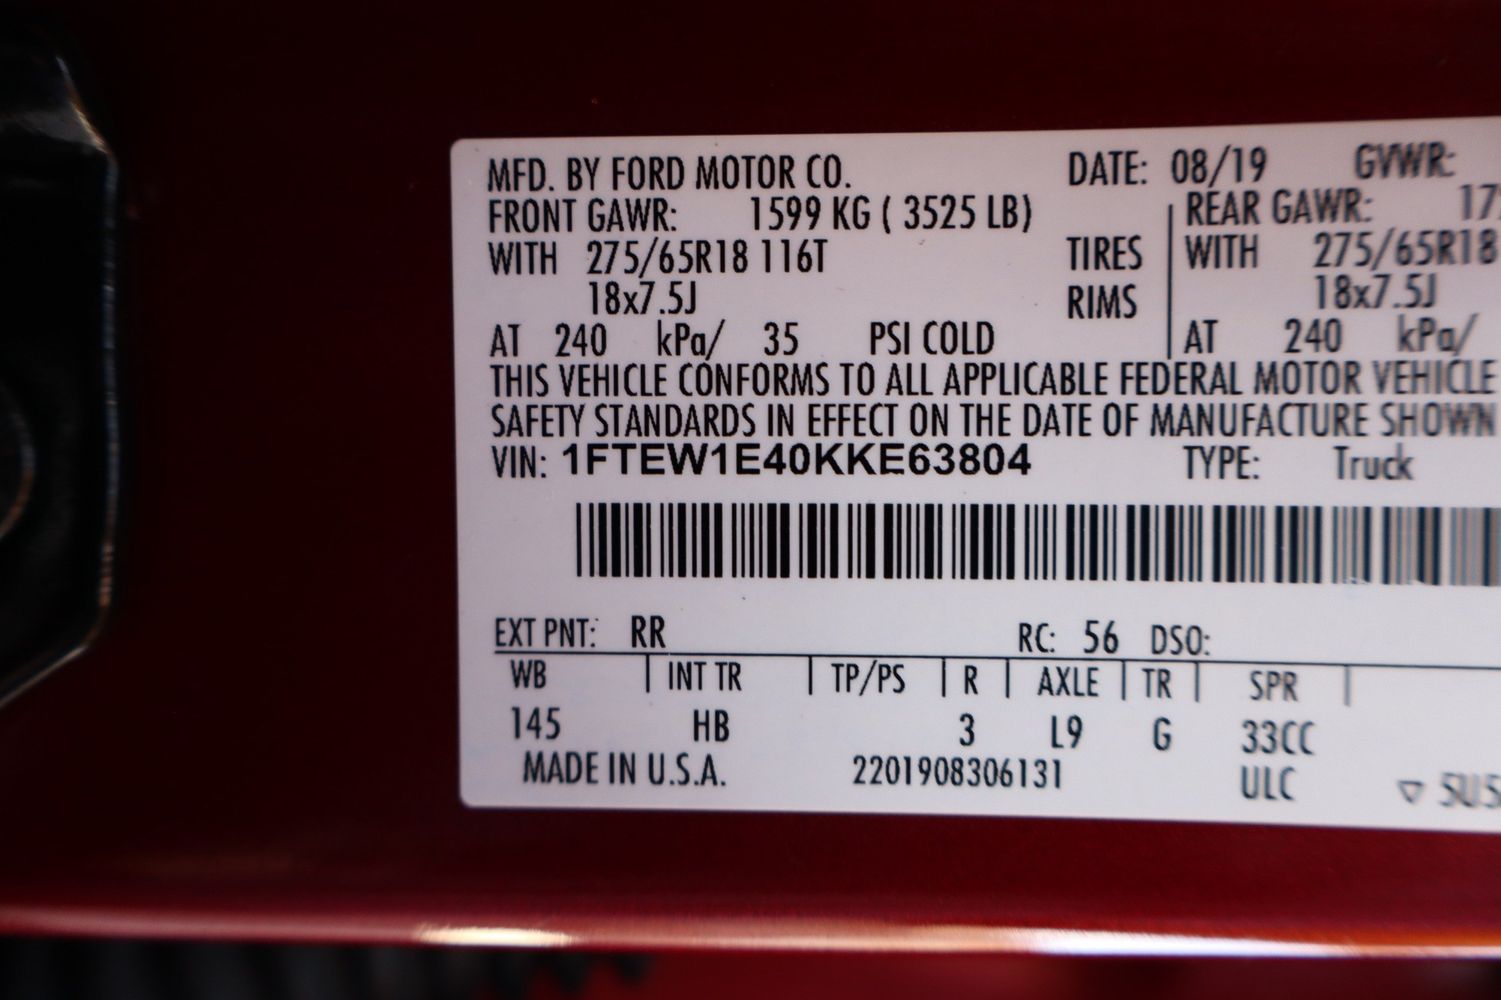 MFD. BY FORD MOTOR CO. DATE: 08/19 GVWR:
FRONT GAWR: 1599 KG ( 3525 LB) REAR GAWR: 17
WITH 275/65R18 116T TIRES WITH 275/65R18
18x7.5J RIMS 18x7.5J
AT 240 kPa/ 35 PSI COLD AT 240 kPa/
THIS VEHICLE CONFORMS TO ALL APPLICABLE FEDERAL MOTOR VEHICLE
SAFETY STANDARDS IN EFFECT ON THE DATE OF MANUFACTURE SHOWN
VIN: 1FTEW1E40KKE63804 TYPE: Truck
EXT PNT: RR RC: 56 DSO:
WB INT TR TP/PS R AXLE TR SPR
145 HB 3 L9 G 33CC
MADE IN U.S.A. 2201908306131 ULC ▽ SUS